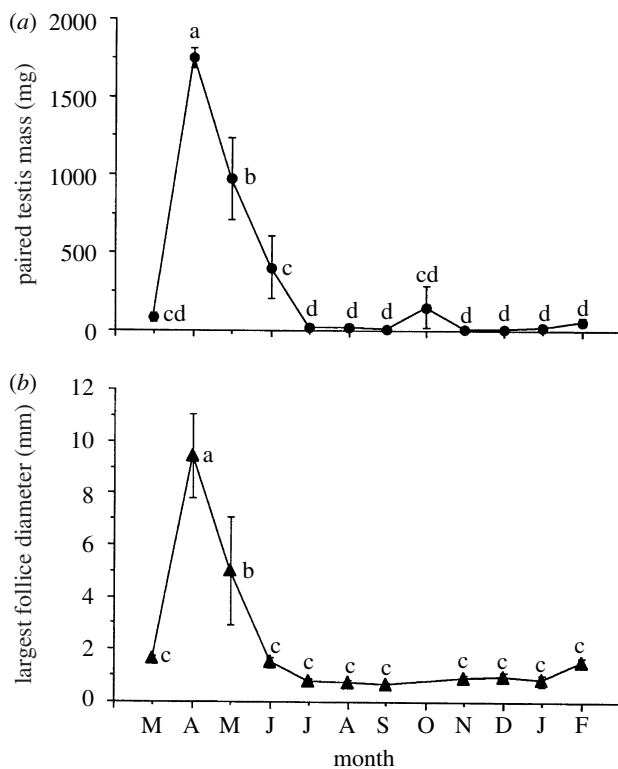 (a)
2000
1500
1000
500
0
paired testis mass (mg)
a
b
c
cd
d d d
cd
d d d d
(b)
12
10
8
6
4
2
0
largest follice diameter (mm)
a
b
c
c c c c c c c c
M A M J J A S O N D J F
month